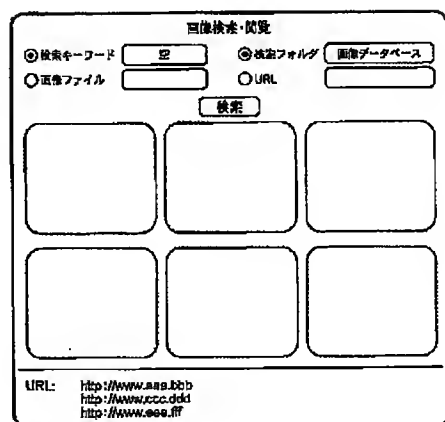 画像検索・閲覧
◉検索キーワード 空 ◉検索フォルダ 画像データベース
○画像ファイル ○URL
検索
URL: http://www.aaa.bbb
http://www.ccc.ddd
http://www.eee.fff